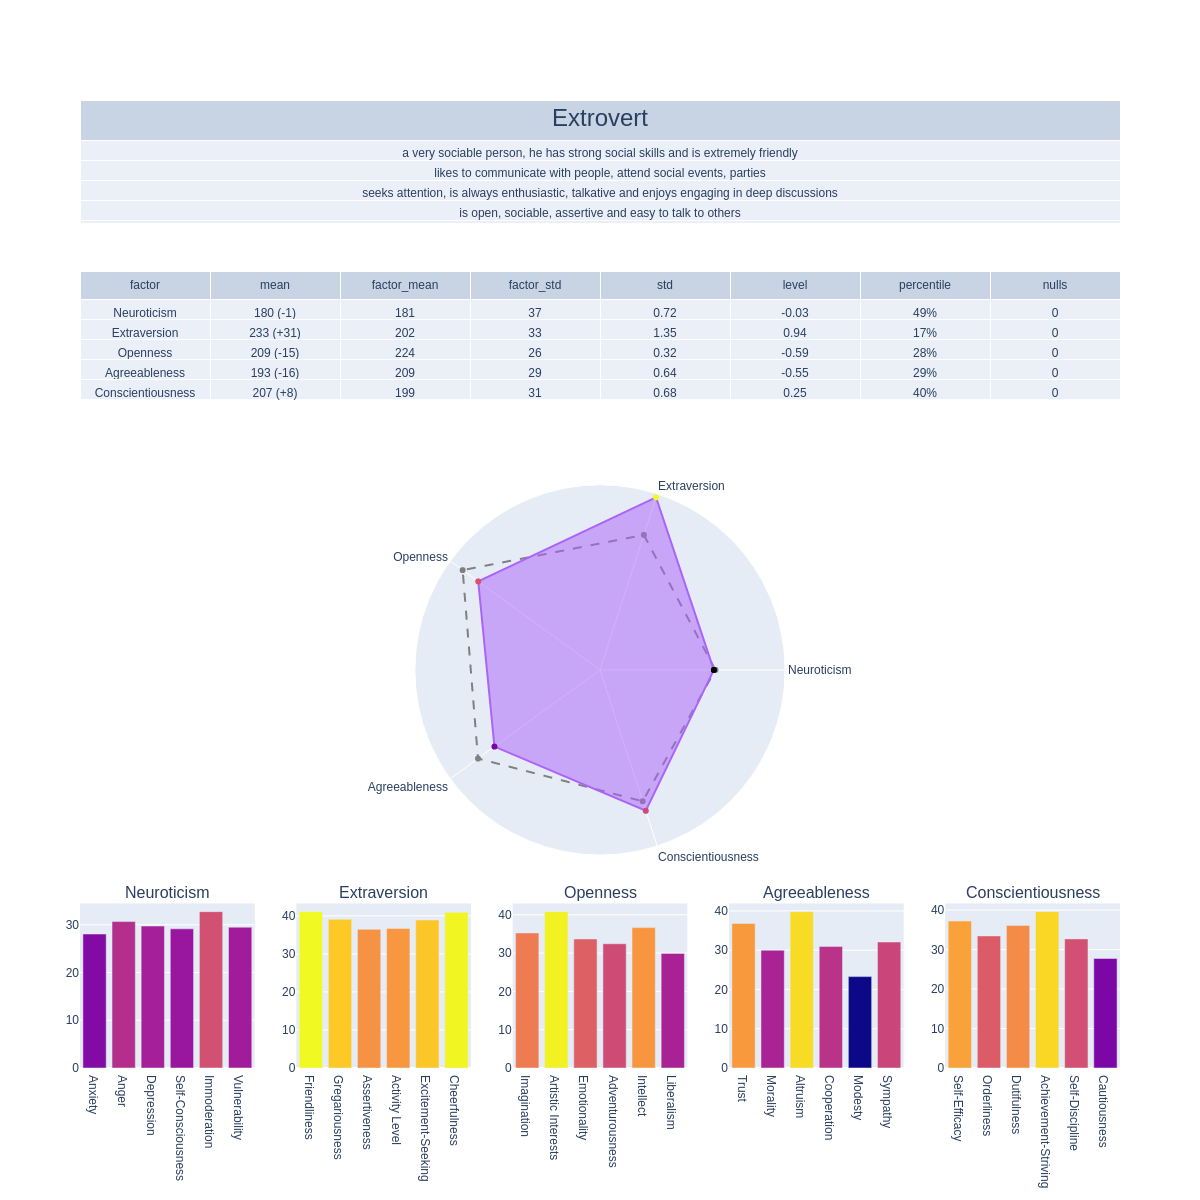 Extrovert
a very sociable person, he has strong social skills and is extremely friendly
likes to communicate with people, attend social events, parties
seeks attention, is always enthusiastic, talkative and enjoys engaging in deep discussions
is open, sociable, assertive and easy to talk to others
factor mean factor_mean factor_std std level percentile nulls
Neuroticism 180 (-1) 181 37 0.72 -0.03 49% 0
Extraversion 233 (+31) 202 33 1.35 0.94 17% 0
Openness 209 (-15) 224 26 0.32 -0.59 28% 0
Agreeableness 193 (-16) 209 29 0.64 -0.55 29% 0
Conscientiousness 207 (+8) 199 31 0.68 0.25 40% 0
Extraversion
Openness
Neuroticism
Agreeableness
Conscientiousness
Neuroticism
30
20
10
0
Anxiety
Anger
Depression
Self-Consciousness
Immoderation
Vulnerability
Extraversion
40
30
20
10
0
Friendliness
Gregariousness
Assertiveness
Activity Level
Excitement-Seeking
Cheerfulness
Openness
40
30
20
10
0
Imagination
Artistic Interests
Emotionality
Adventurousness
Intellect
Liberalism
Agreeableness
40
30
20
10
0
Trust
Morality
Altruism
Cooperation
Modesty
Sympathy
Conscientiousness
40
30
20
10
0
Self-Efficacy
Orderliness
Dutifulness
Achievement-Striving
Self-Discipline
Cautiousness